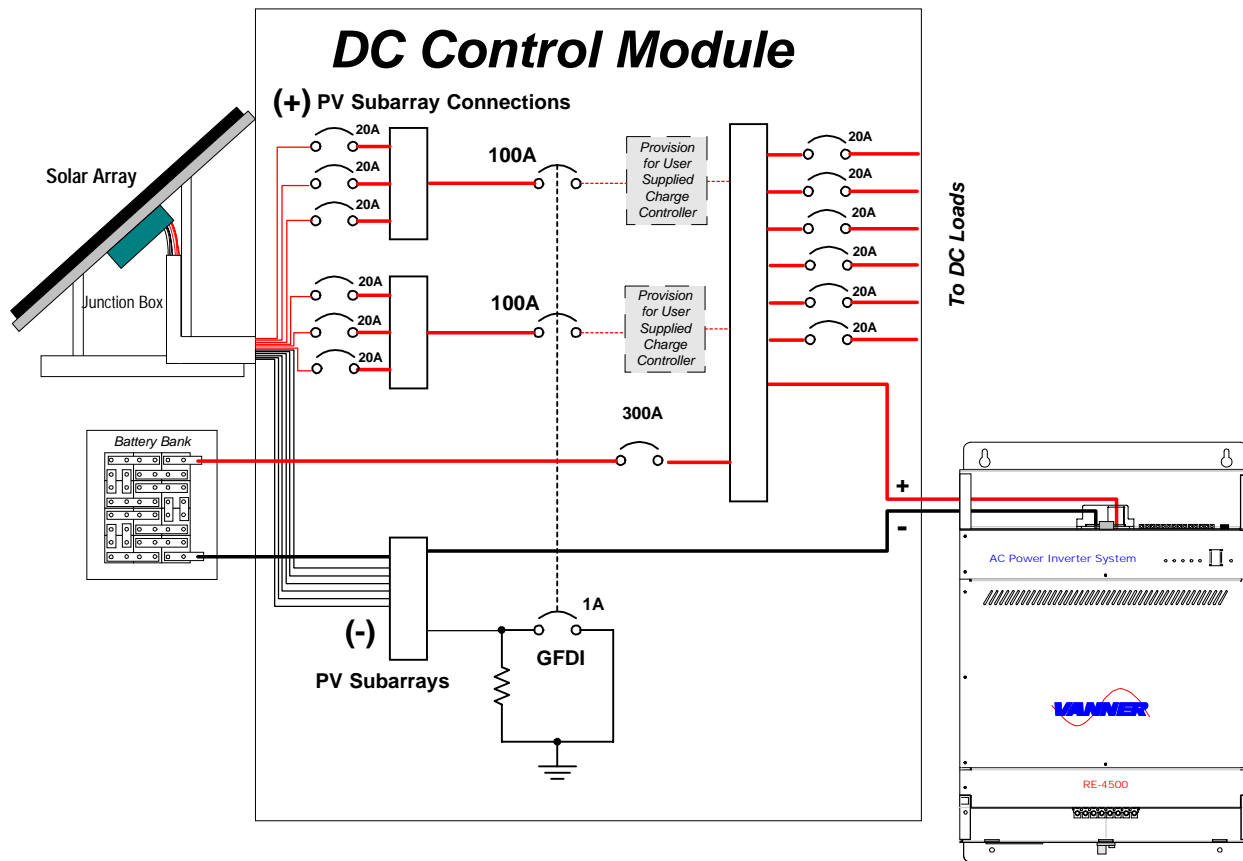 DC Control Module
(+) PV Subarray Connections
Solar Array
Junction Box
20A
20A
20A
100A
Provision
for User
Supplied
Charge
Controller
20A
20A
20A
100A
Provision
for User
Supplied
Charge
Controller
20A
20A
20A
20A
20A
20A
To DC Loads
300A
Battery Bank
+
-
1A
GFDI
(-)
PV Subarrays
AC Power Inverter System
VANNER
RE-4500